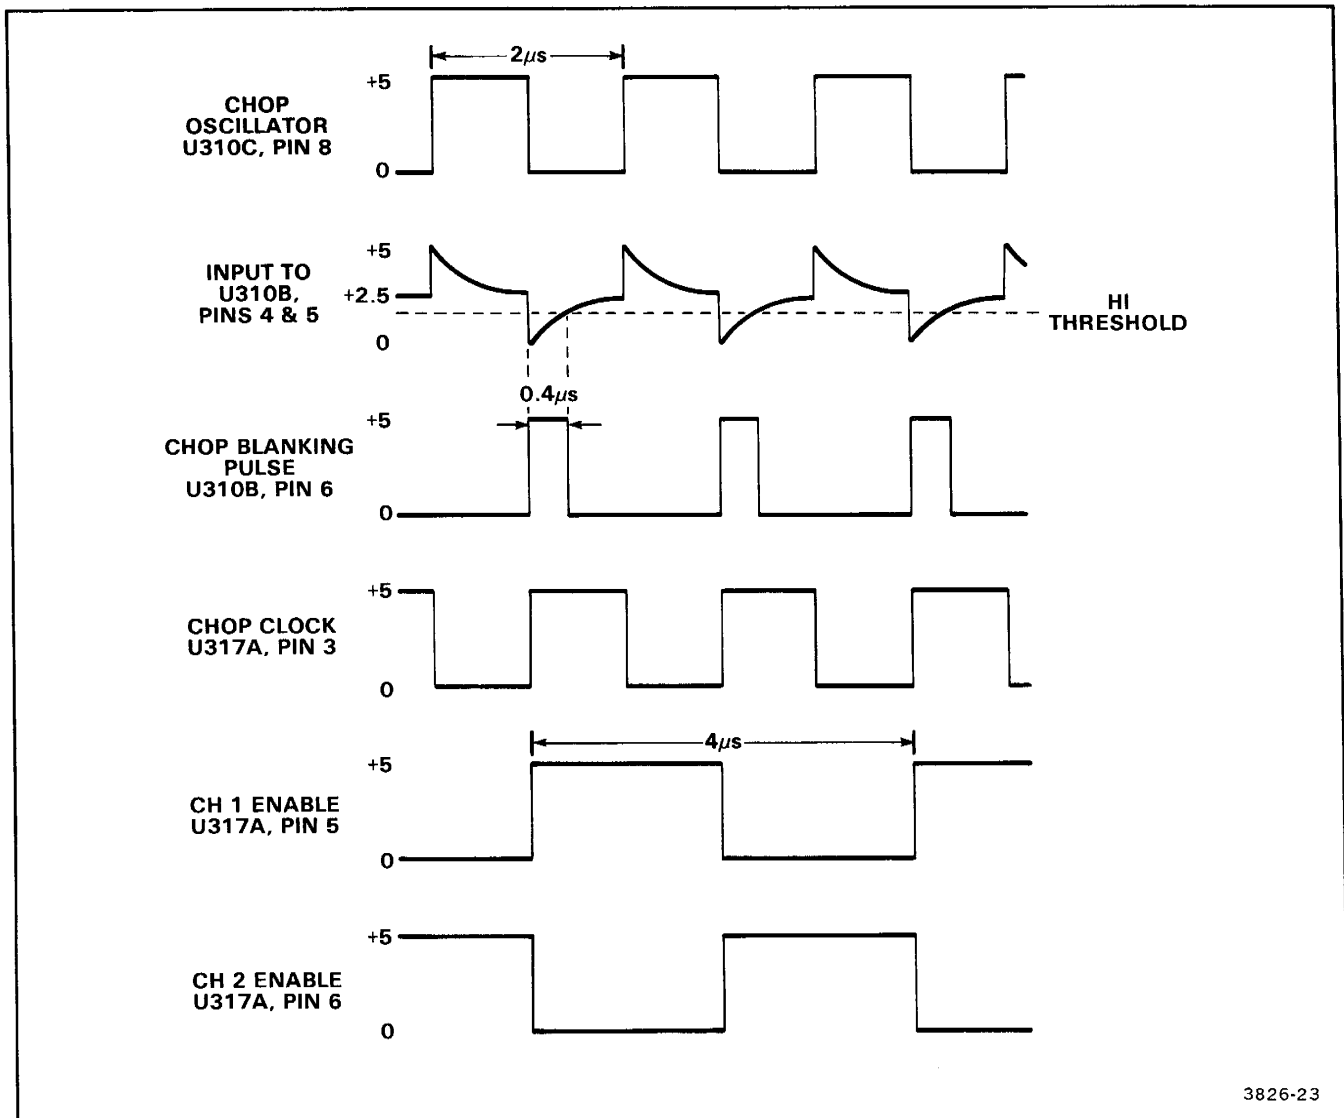 2μs
+5
CHOP
OSCILLATOR
U310C, PIN 8
0
+5
INPUT TO
U310B,
PINS 4 & 5
+2.5
0
HI
THRESHOLD
0.4μs
+5
CHOP BLANKING
PULSE
U310B, PIN 6
0
+5
CHOP CLOCK
U317A, PIN 3
0
4μs
+5
CH 1 ENABLE
U317A, PIN 5
0
+5
CH 2 ENABLE
U317A, PIN 6
0
3826-23